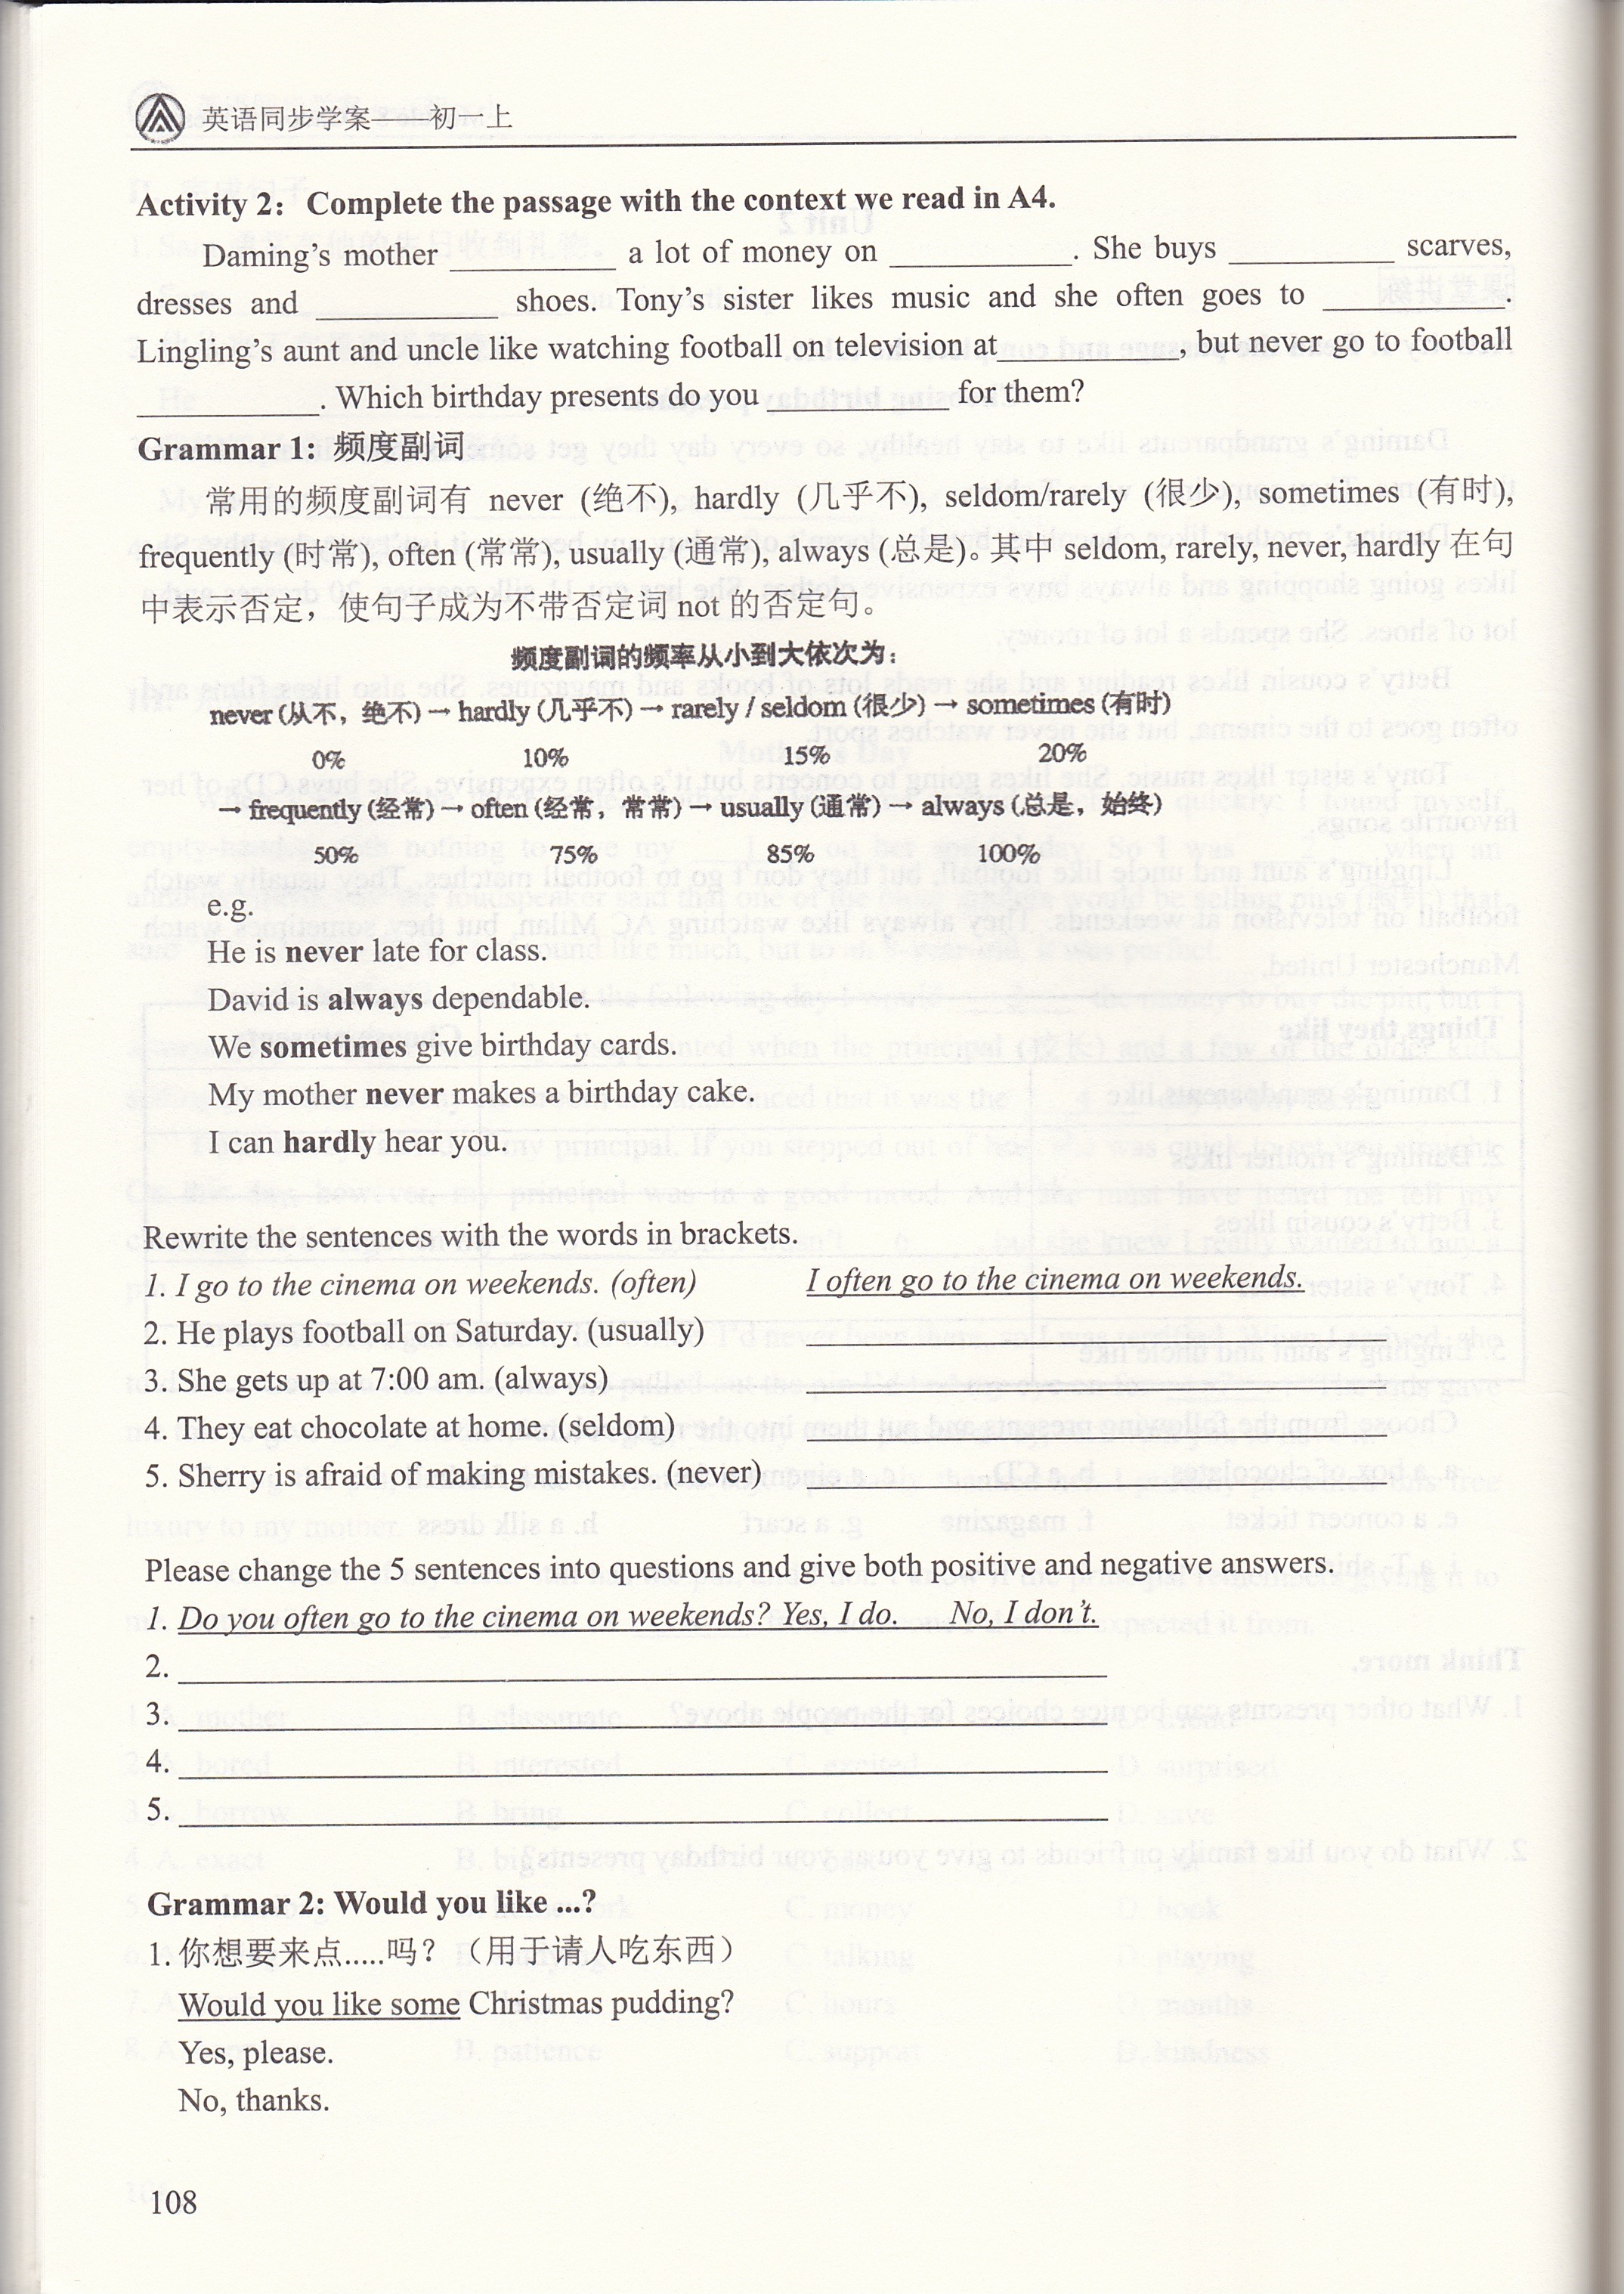 英语同步学案——初一上
Activity 2: Complete the passage with the context we read in A4.
Daming's mother __________ a lot of money on ___________. She buys __________ scarves,
dresses and ___________ shoes. Tony's sister likes music and she often goes to ___________.
Lingling's aunt and uncle like watching football on television at___________, but never go to football
___________. Which birthday presents do you ___________ for them?
Grammar 1: 频度副词
常用的频度副词有 never (绝不), hardly (几乎不), seldom/rarely (很少), sometimes (有时),
frequently (时常), often (常常), usually (通常), always (总是)。其中 seldom, rarely, never, hardly 在句
中表示否定，使句子成为不带否定词 not 的否定句。
频度副词的频率从小到大依次为:
never (从不，绝不) → hardly (几乎不) → rarely / seldom (很少) → sometimes (有时)
0% 10% 15% 20%
→ frequently (经常) → often (经常，常常) → usually (通常) → always (总是，始终)
50% 75% 85% 100%
e.g.
He is never late for class.
David is always dependable.
We sometimes give birthday cards.
My mother never makes a birthday cake.
I can hardly hear you.
Rewrite the sentences with the words in brackets.
1. I go to the cinema on weekends. (often) I often go to the cinema on weekends.
2. He plays football on Saturday. (usually)
3. She gets up at 7:00 am. (always)
4. They eat chocolate at home. (seldom)
5. Sherry is afraid of making mistakes. (never)
Please change the 5 sentences into questions and give both positive and negative answers.
1. Do you often go to the cinema on weekends? Yes, I do. No, I don't.
2.
3.
4.
5.
Grammar 2: Would you like ...?
1. 你想要来点.....吗？（用于请人吃东西）
Would you like some Christmas pudding?
Yes, please.
No, thanks.
108